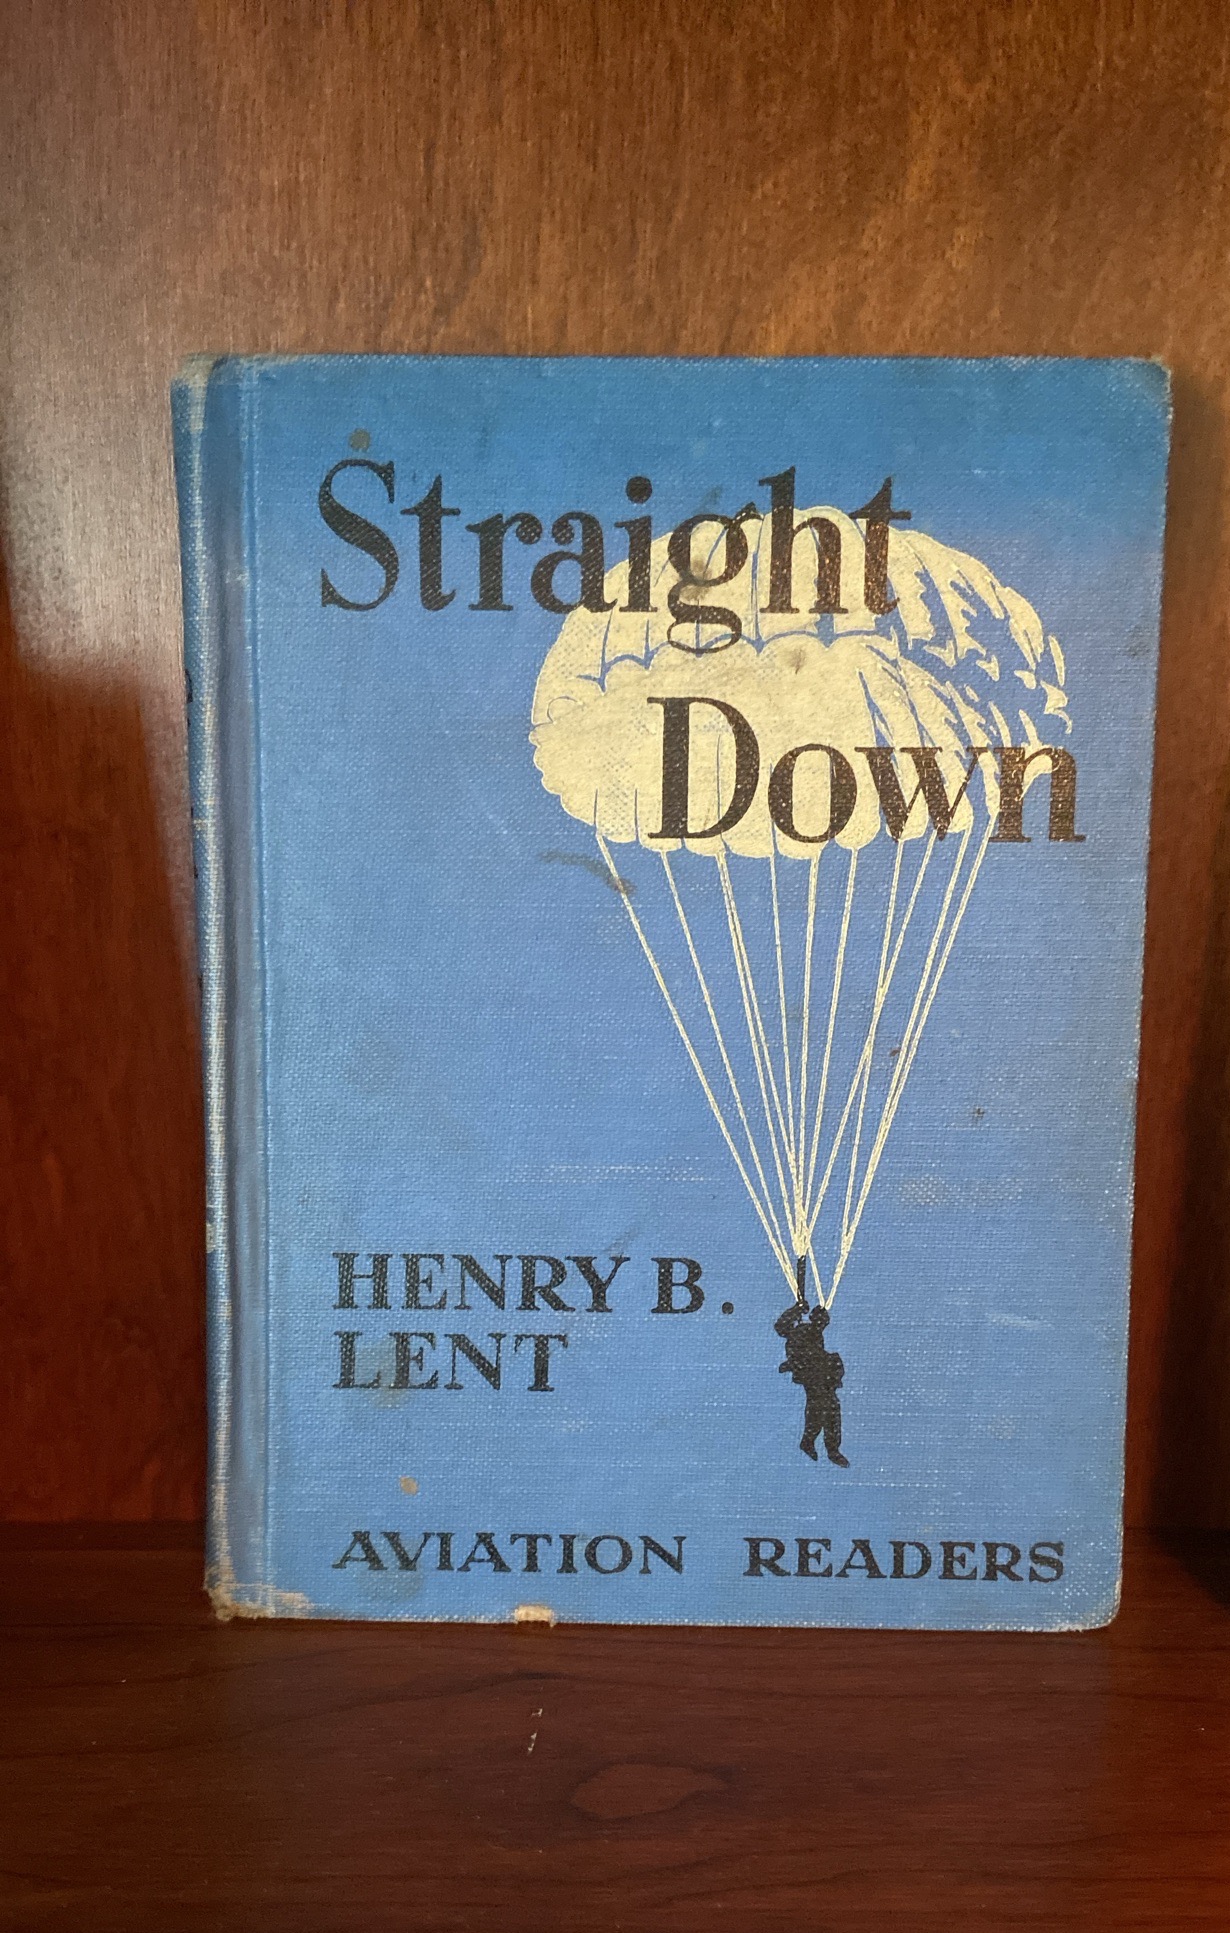 Straight
Down
HENRY B.
LENT
AVIATION READERS